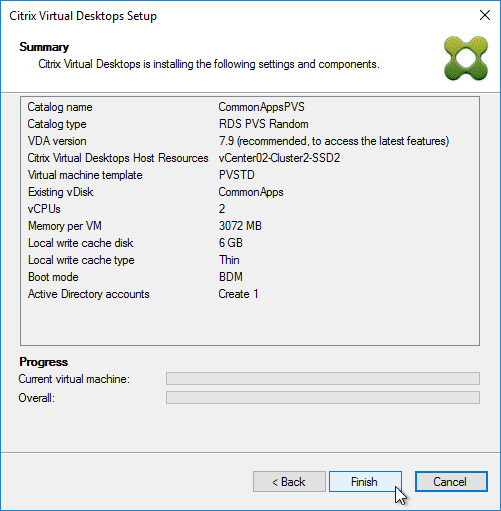 Citrix Virtual Desktops Setup
Summary
Citrix Virtual Desktops is installing the following settings and components.
Catalog name CommonAppsPVS
Catalog type RDS PVS Random
VDA version 7.9 (recommended, to access the latest features)
Citrix Virtual Desktops Host Resources vCenter02-Cluster2-SSD2
Virtual machine template PVSTD
Existing vDisk CommonApps
vCPUs 2
Memory per VM 3072 MB
Local write cache disk 6 GB
Local write cache type Thin
Boot mode BDM
Active Directory accounts Create 1
Progress
Current virtual machine:
Overall:
< Back Finish Cancel